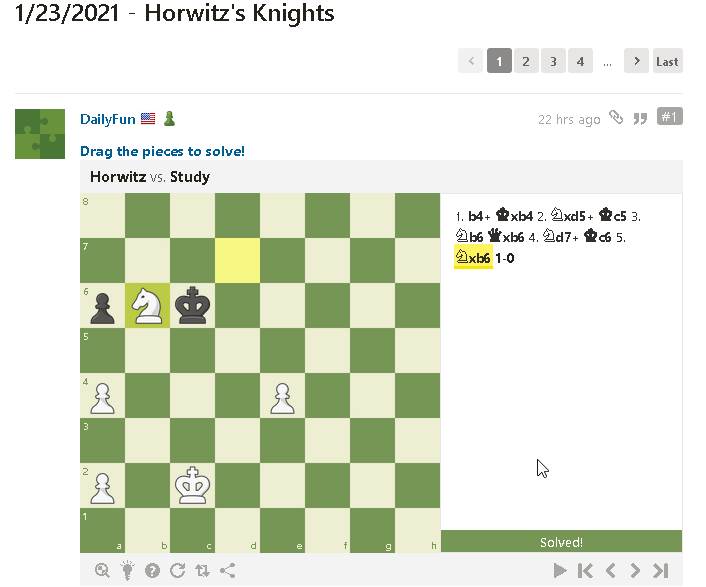 1/23/2021 - Horwitz's Knights
< 1 2 3 4 ... > Last
DailyFun
22 hrs ago
#1
Drag the pieces to solve!
Horwitz vs. Study
8
7
6
5
4
3
2
1
a b c d e f g h
1. b4+ ♚xb4 2. ♘xd5+ ♚c5 3.
♘b6 ♛xb6 4. ♘d7+ ♚c6 5.
♘xb6 1-0
Solved!